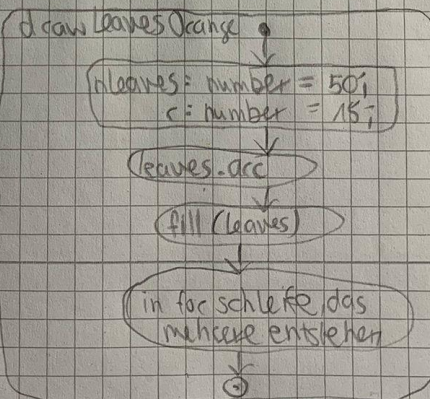 drawLeavesOrange
nLeaves: number = 50;
c: number = 15;
leaves.arc
fill (leaves)
in for schleife, das
mehrere entstehen